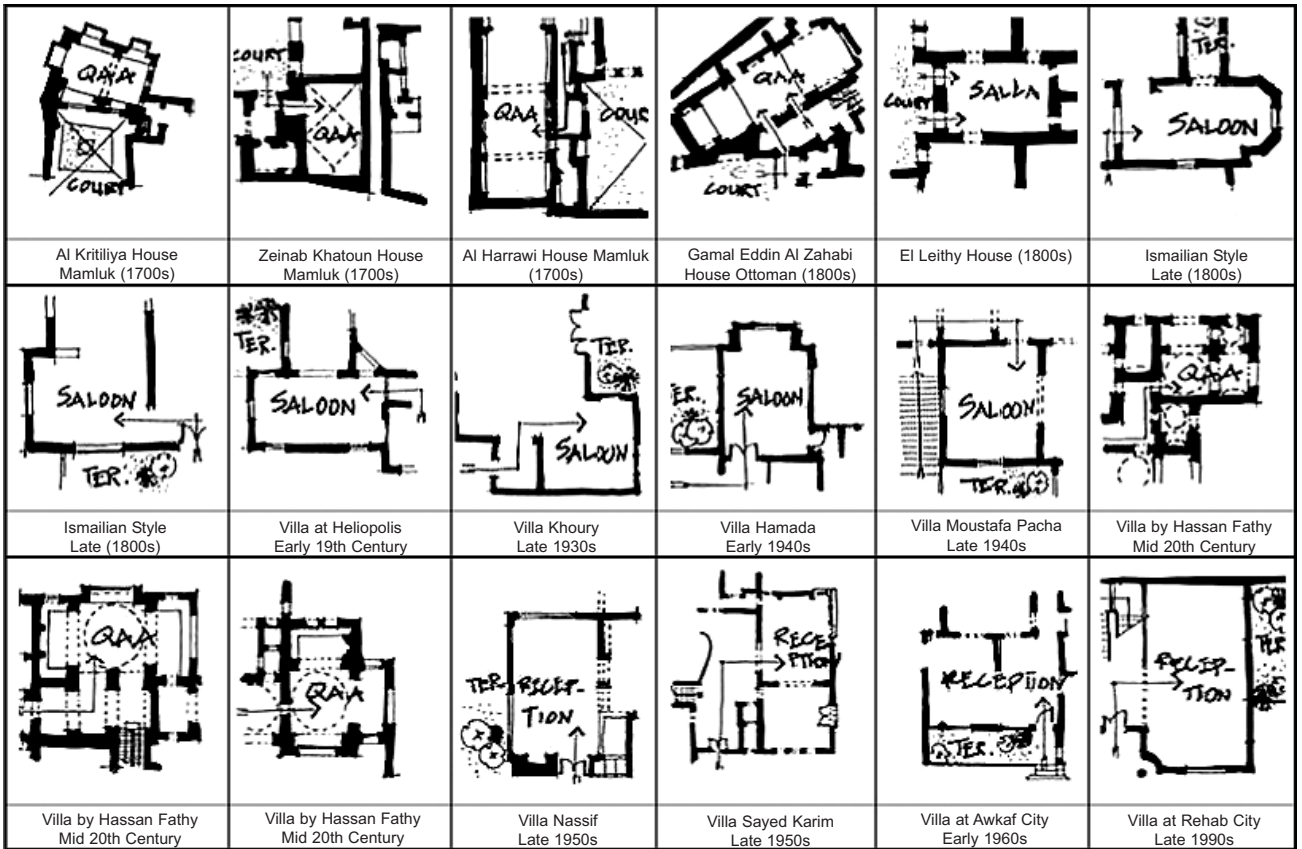 QAA
COURT
COURT
QAA
QAA
COUR
QAA
COURT
COURT
SALLA
TER.
SALOON
Al Kritiliya House
Mamluk (1700s)
Zeinab Khatoun House
Mamluk (1700s)
Al Harrawi House Mamluk
(1700s)
Gamal Eddin Al Zahabi
House Ottoman (1800s)
El Leithy House (1800s)
Ismailian Style
Late (1800s)
SALOON
TER.
TER.
SALOON
TER.
SALOON
ER.
SALOON
SALOON
TER.
QAA
Ismailian Style
Late (1800s)
Villa at Heliopolis
Early 19th Century
Villa Khoury
Late 1930s
Villa Hamada
Early 1940s
Villa Moustafa Pacha
Late 1940s
Villa by Hassan Fathy
Mid 20th Century
QAA
QAA
TER.
RECEP-
TION
RECE
PTION
RECEPTION
TER.
TER
RECEP-
TION
Villa by Hassan Fathy
Mid 20th Century
Villa by Hassan Fathy
Mid 20th Century
Villa Nassif
Late 1950s
Villa Sayed Karim
Late 1950s
Villa at Awkaf City
Early 1960s
Villa at Rehab City
Late 1990s